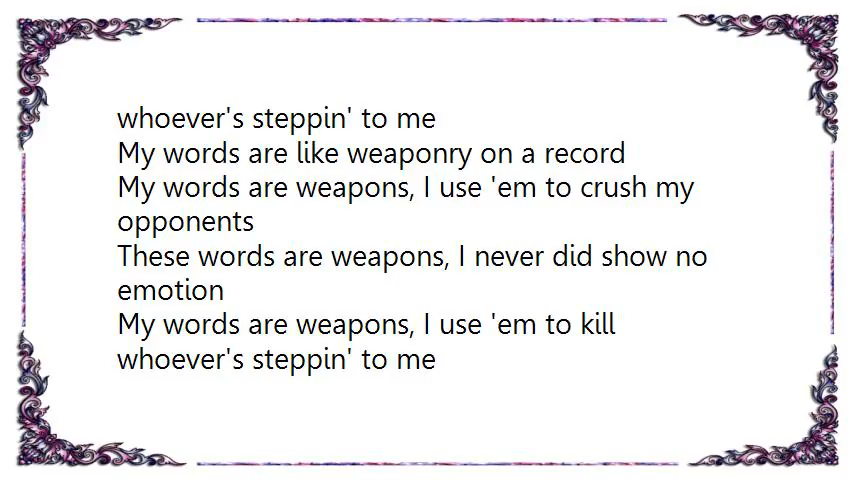 whoever's steppin' to me
My words are like weaponry on a record
My words are weapons, I use 'em to crush my
opponents
These words are weapons, I never did show no
emotion
My words are weapons, I use 'em to kill
whoever's steppin' to me